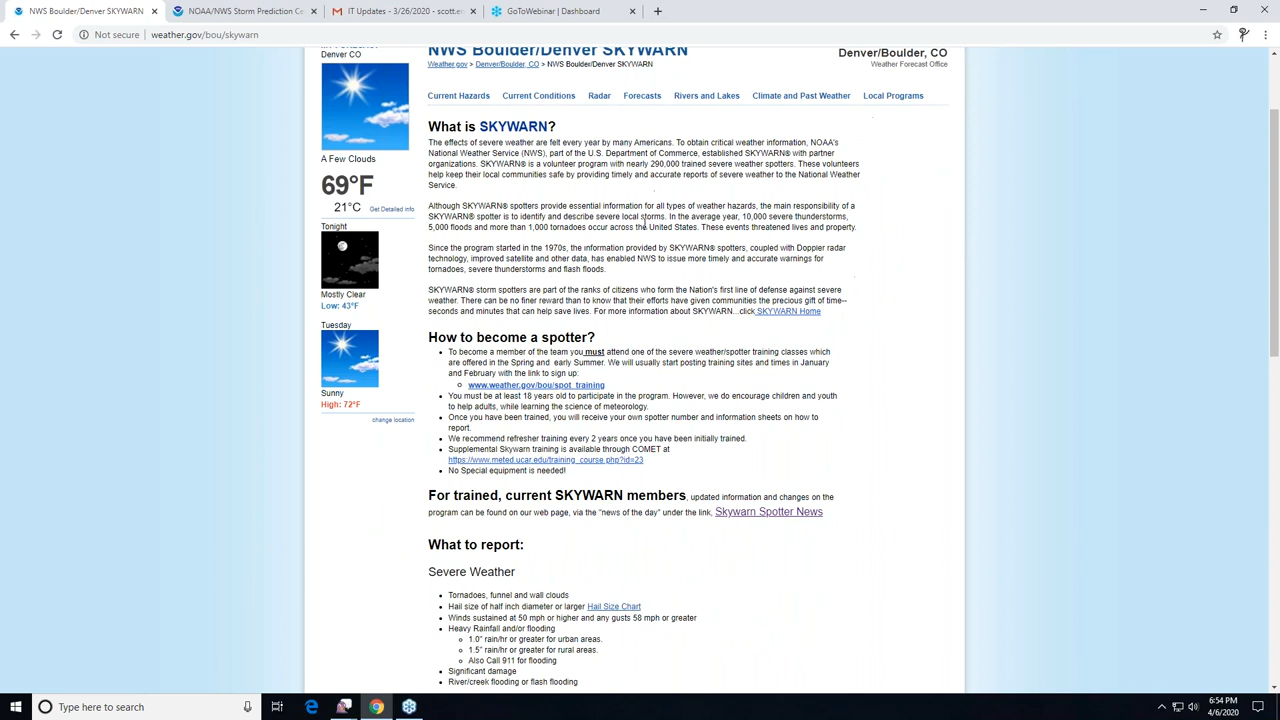 NWS Boulder/Denver SKYWARN
NOAA/NWS Storm Prediction Ce
IT Updates - 3/26/2020 - scott.e
GoToWebinar | Dashboard
Not secure
weather.gov/bou/skywarn
Denver CO
NWS Boulder/Denver SKYWARN
Denver/Boulder, CO
Weather.gov > Denver/Boulder, CO > NWS Boulder/Denver SKYWARN
Weather Forecast Office
Current Hazards
Current Conditions
Radar
Forecasts
Rivers and Lakes
Climate and Past Weather
Local Programs
A Few Clouds
69°F
21°C
Get Detailed info
Tonight
Mostly Clear
Low: 43°F
Tuesday
Sunny
High: 72°F
change location
What is SKYWARN?
The effects of severe weather are felt every year by many Americans. To obtain critical weather information, NOAA's
National Weather Service (NWS), part of the U.S. Department of Commerce, established SKYWARN® with partner
organizations. SKYWARN® is a volunteer program with nearly 290,000 trained severe weather spotters. These volunteers
help keep their local communities safe by providing timely and accurate reports of severe weather to the National Weather
Service.
Although SKYWARN® spotters provide essential information for all types of weather hazards, the main responsibility of a
SKYWARN® spotter is to identify and describe severe local storms. In the average year, 10,000 severe thunderstorms,
5,000 floods and more than 1,000 tornadoes occur across the United States. These events threatened lives and property.
Since the program started in the 1970s, the information provided by SKYWARN® spotters, coupled with Doppler radar
technology, improved satellite and other data, has enabled NWS to issue more timely and accurate warnings for
tornadoes, severe thunderstorms and flash floods.
SKYWARN® storm spotters are part of the ranks of citizens who form the Nation's first line of defense against severe
weather. There can be no finer reward than to know that their efforts have given communities the precious gift of time--
seconds and minutes that can help save lives. For more information about SKYWARN...click SKYWARN Home
How to become a spotter?
To become a member of the team you must attend one of the severe weather/spotter training classes which
are offered in the Spring and early Summer. We will usually start posting training sites and times in January
and February with the link to sign up:
www.weather.gov/bou/spot_training
You must be at least 18 years old to participate in the program. However, we do encourage children and youth
to help adults, while learning the science of meteorology.
Once you have been trained, you will receive your own spotter number and information sheets on how to
report.
We recommend refresher training every 2 years once you have been initially trained.
Supplemental Skywarn training is available through COMET at
https://www.meted.ucar.edu/training_course.php?id=23
No Special equipment is needed!
For trained, current SKYWARN members, updated information and changes on the
program can be found on our web page, via the "news of the day" under the link, Skywarn Spotter News
What to report:
Severe Weather
Tornadoes, funnel and wall clouds
Hail size of half inch diameter or larger Hail Size Chart
Winds sustained at 50 mph or higher and any gusts 58 mph or greater
Heavy Rainfall and/or flooding
1.0" rain/hr or greater for urban areas.
1.5" rain/hr or greater for rural areas.
Also Call 911 for flooding
Significant damage
River/creek flooding or flash flooding
Type here to search
6:54 PM
4/6/2020